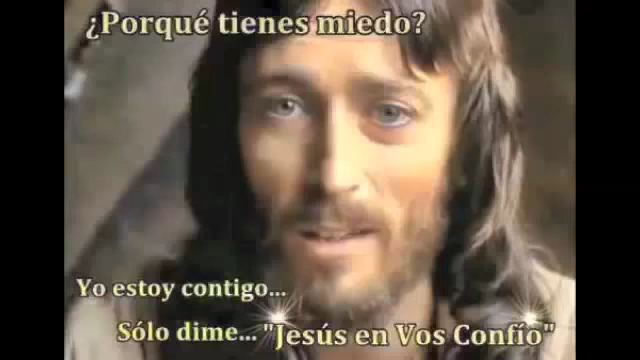 ¿Porqué tienes miedo?
Yo estoy contigo...
Sólo dime... "Jesús en Vos Confío"